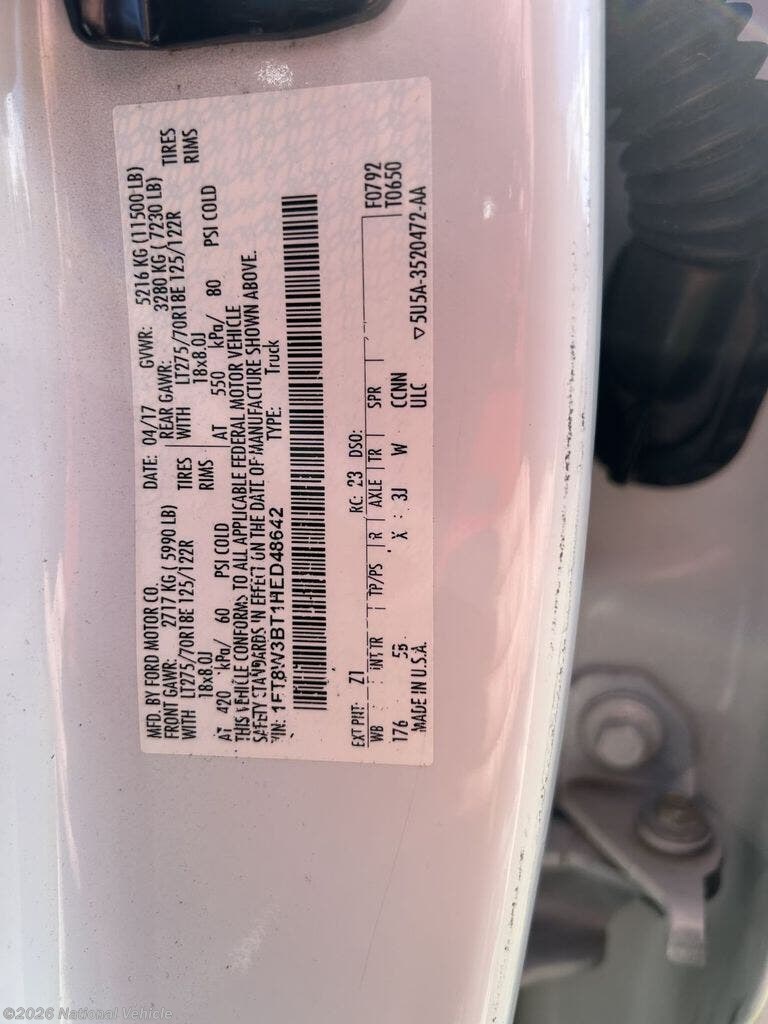 MFD. BY FORD MOTOR CO.
DATE: 04/17
GVWR: 5216 KG (11500 LB)
FRONT GAWR: 2717 KG ( 5990 LB)
REAR GAWR: 3280 KG ( 7230 LB)
WITH LT275/70R18E 125/122R TIRES
WITH LT275/70R18E 125/122R TIRES
18x8.0J RIMS
18x8.0J RIMS
AT 420 kPa/ 60 PSI COLD
AT 550 kPa/ 80 PSI COLD
THIS VEHICLE CONFORMS TO ALL APPLICABLE FEDERAL MOTOR VEHICLE
SAFETY STANDARDS IN EFFECT ON THE DATE OF MANUFACTURE SHOWN ABOVE.
VIN: 1FT8W3BT1HED48642
TYPE: Truck
EXT PNT: Z1 RC: 23 DSO: F0792
WB INT TR TP/PS R AXLE TR SPR T0650
176 X 3J W CCNN
MADE IN U.S.A. ULC
▽5U5A-3520472-AA
©2026 National Vehicle